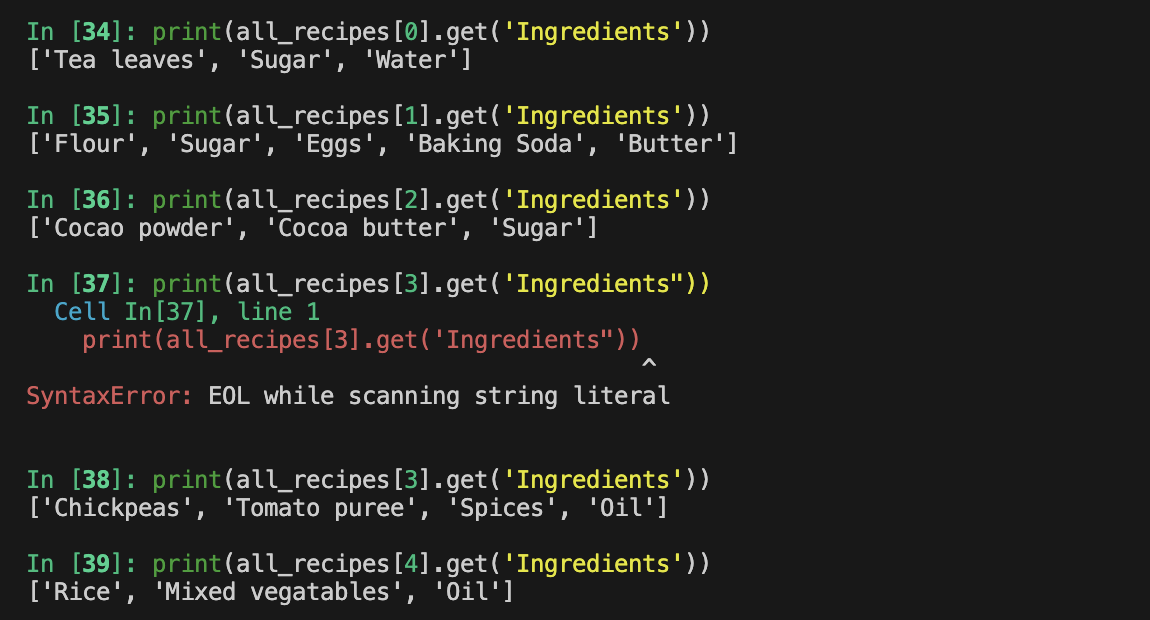 In [34]: print(all_recipes[0].get('Ingredients'))
['Tea leaves', 'Sugar', 'Water']
In [35]: print(all_recipes[1].get('Ingredients'))
['Flour', 'Sugar', 'Eggs', 'Baking Soda', 'Butter']
In [36]: print(all_recipes[2].get('Ingredients'))
['Cocao powder', 'Cocoa butter', 'Sugar']
In [37]: print(all_recipes[3].get('Ingredients"))
Cell In[37], line 1
print(all_recipes[3].get('Ingredients"))
^
SyntaxError: EOL while scanning string literal
In [38]: print(all_recipes[3].get('Ingredients'))
['Chickpeas', 'Tomato puree', 'Spices', 'Oil']
In [39]: print(all_recipes[4].get('Ingredients'))
['Rice', 'Mixed vegatables', 'Oil']